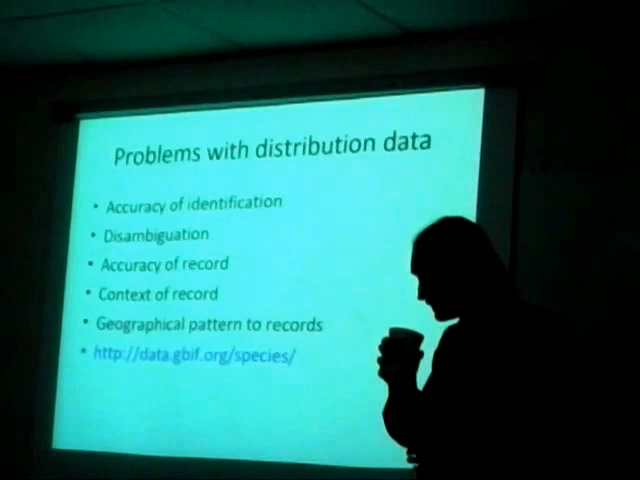 Problems with distribution data
• Accuracy of identification
• Disambiguation
• Accuracy of record
• Context of record
• Geographical pattern to records
• http://data.gbif.org/species/